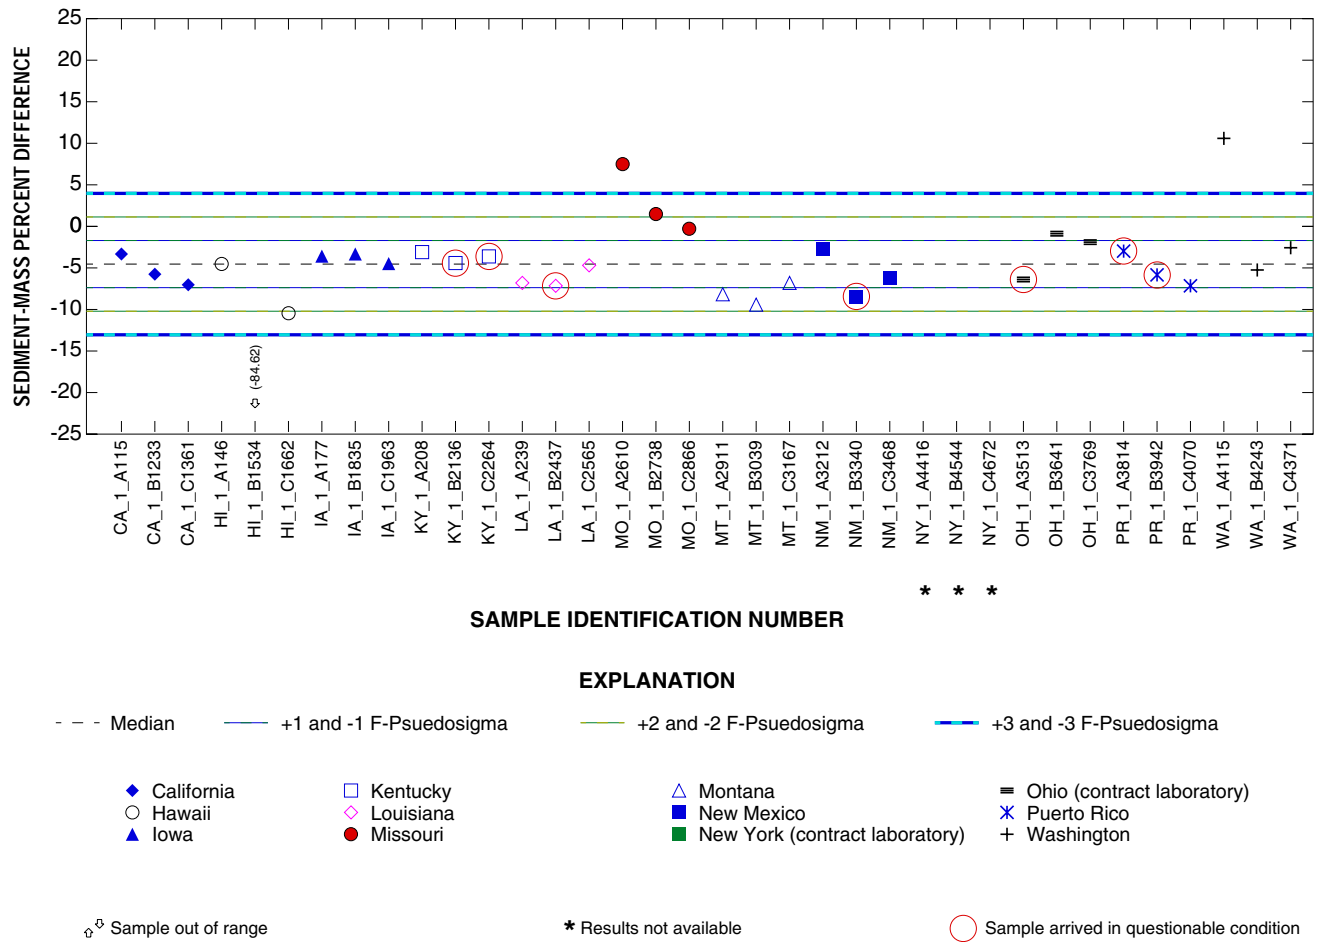 SEDIMENT-MASS PERCENT DIFFERENCE
25
20
15
10
5
0
-5
-10
-15
-20
-25
(-84.62)
CA_1_A115
CA_1_B1233
CA_1_C1361
HI_1_A146
HI_1_B1534
HI_1_C1662
IA_1_A177
IA_1_B1835
IA_1_C1963
KY_1_A208
KY_1_B2136
KY_1_C2264
LA_1_A239
LA_1_B2437
LA_1_C2565
MO_1_A2610
MO_1_B2738
MO_1_C2866
MT_1_A2911
MT_1_B3039
MT_1_C3167
NM_1_A3212
NM_1_B3340
NM_1_C3468
NY_1_A4416
NY_1_B4544
NY_1_C4672
OH_1_A3513
OH_1_B3641
OH_1_C3769
PR_1_A3814
PR_1_B3942
PR_1_C4070
WA_1_A4115
WA_1_B4243
WA_1_C4371
* * *
SAMPLE IDENTIFICATION NUMBER
EXPLANATION
Median
+1 and -1 F-Psuedosigma
+2 and -2 F-Psuedosigma
+3 and -3 F-Psuedosigma
California
Hawaii
Iowa
Kentucky
Louisiana
Missouri
Montana
New Mexico
New York (contract laboratory)
Ohio (contract laboratory)
Puerto Rico
Washington
Sample out of range
* Results not available
Sample arrived in questionable condition